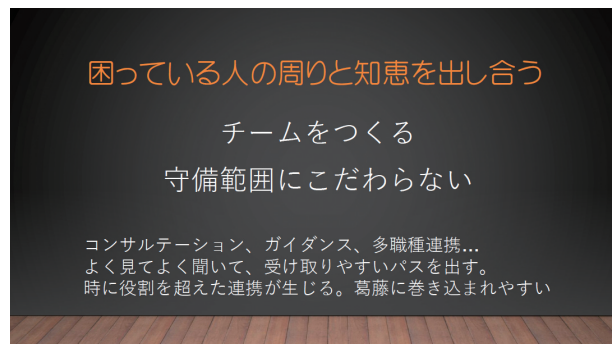 困っている人の周りと知恵を出し合う
チームをつくる
守備範囲にこだわらない
コンサルテーション、ガイダンス、多職種連携...
よく見てよく聞いて、受け取りやすいパスを出す。
時に役割を超えた連携が生じる。葛藤に巻き込まれやすい